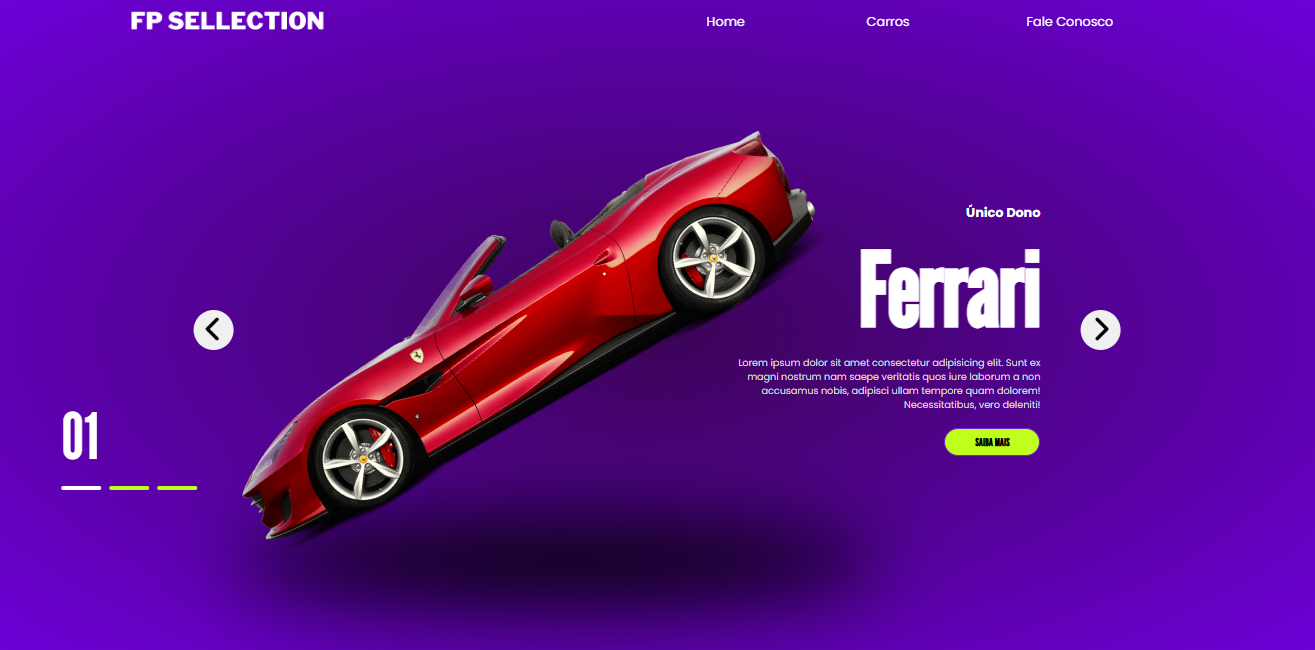 FP SELLECTION
Home
Carros
Fale Conosco
Único Dono
Ferrari
Lorem ipsum dolor sit amet consectetur adipisicing elit. Sunt ex
magni nostrum nam saepe veritatis quos iure laborum a non
accusamus nobis, adipisci ullam tempore quam dolorem!
Necessitatibus, vero deleniti!
SAIBA MAIS
01